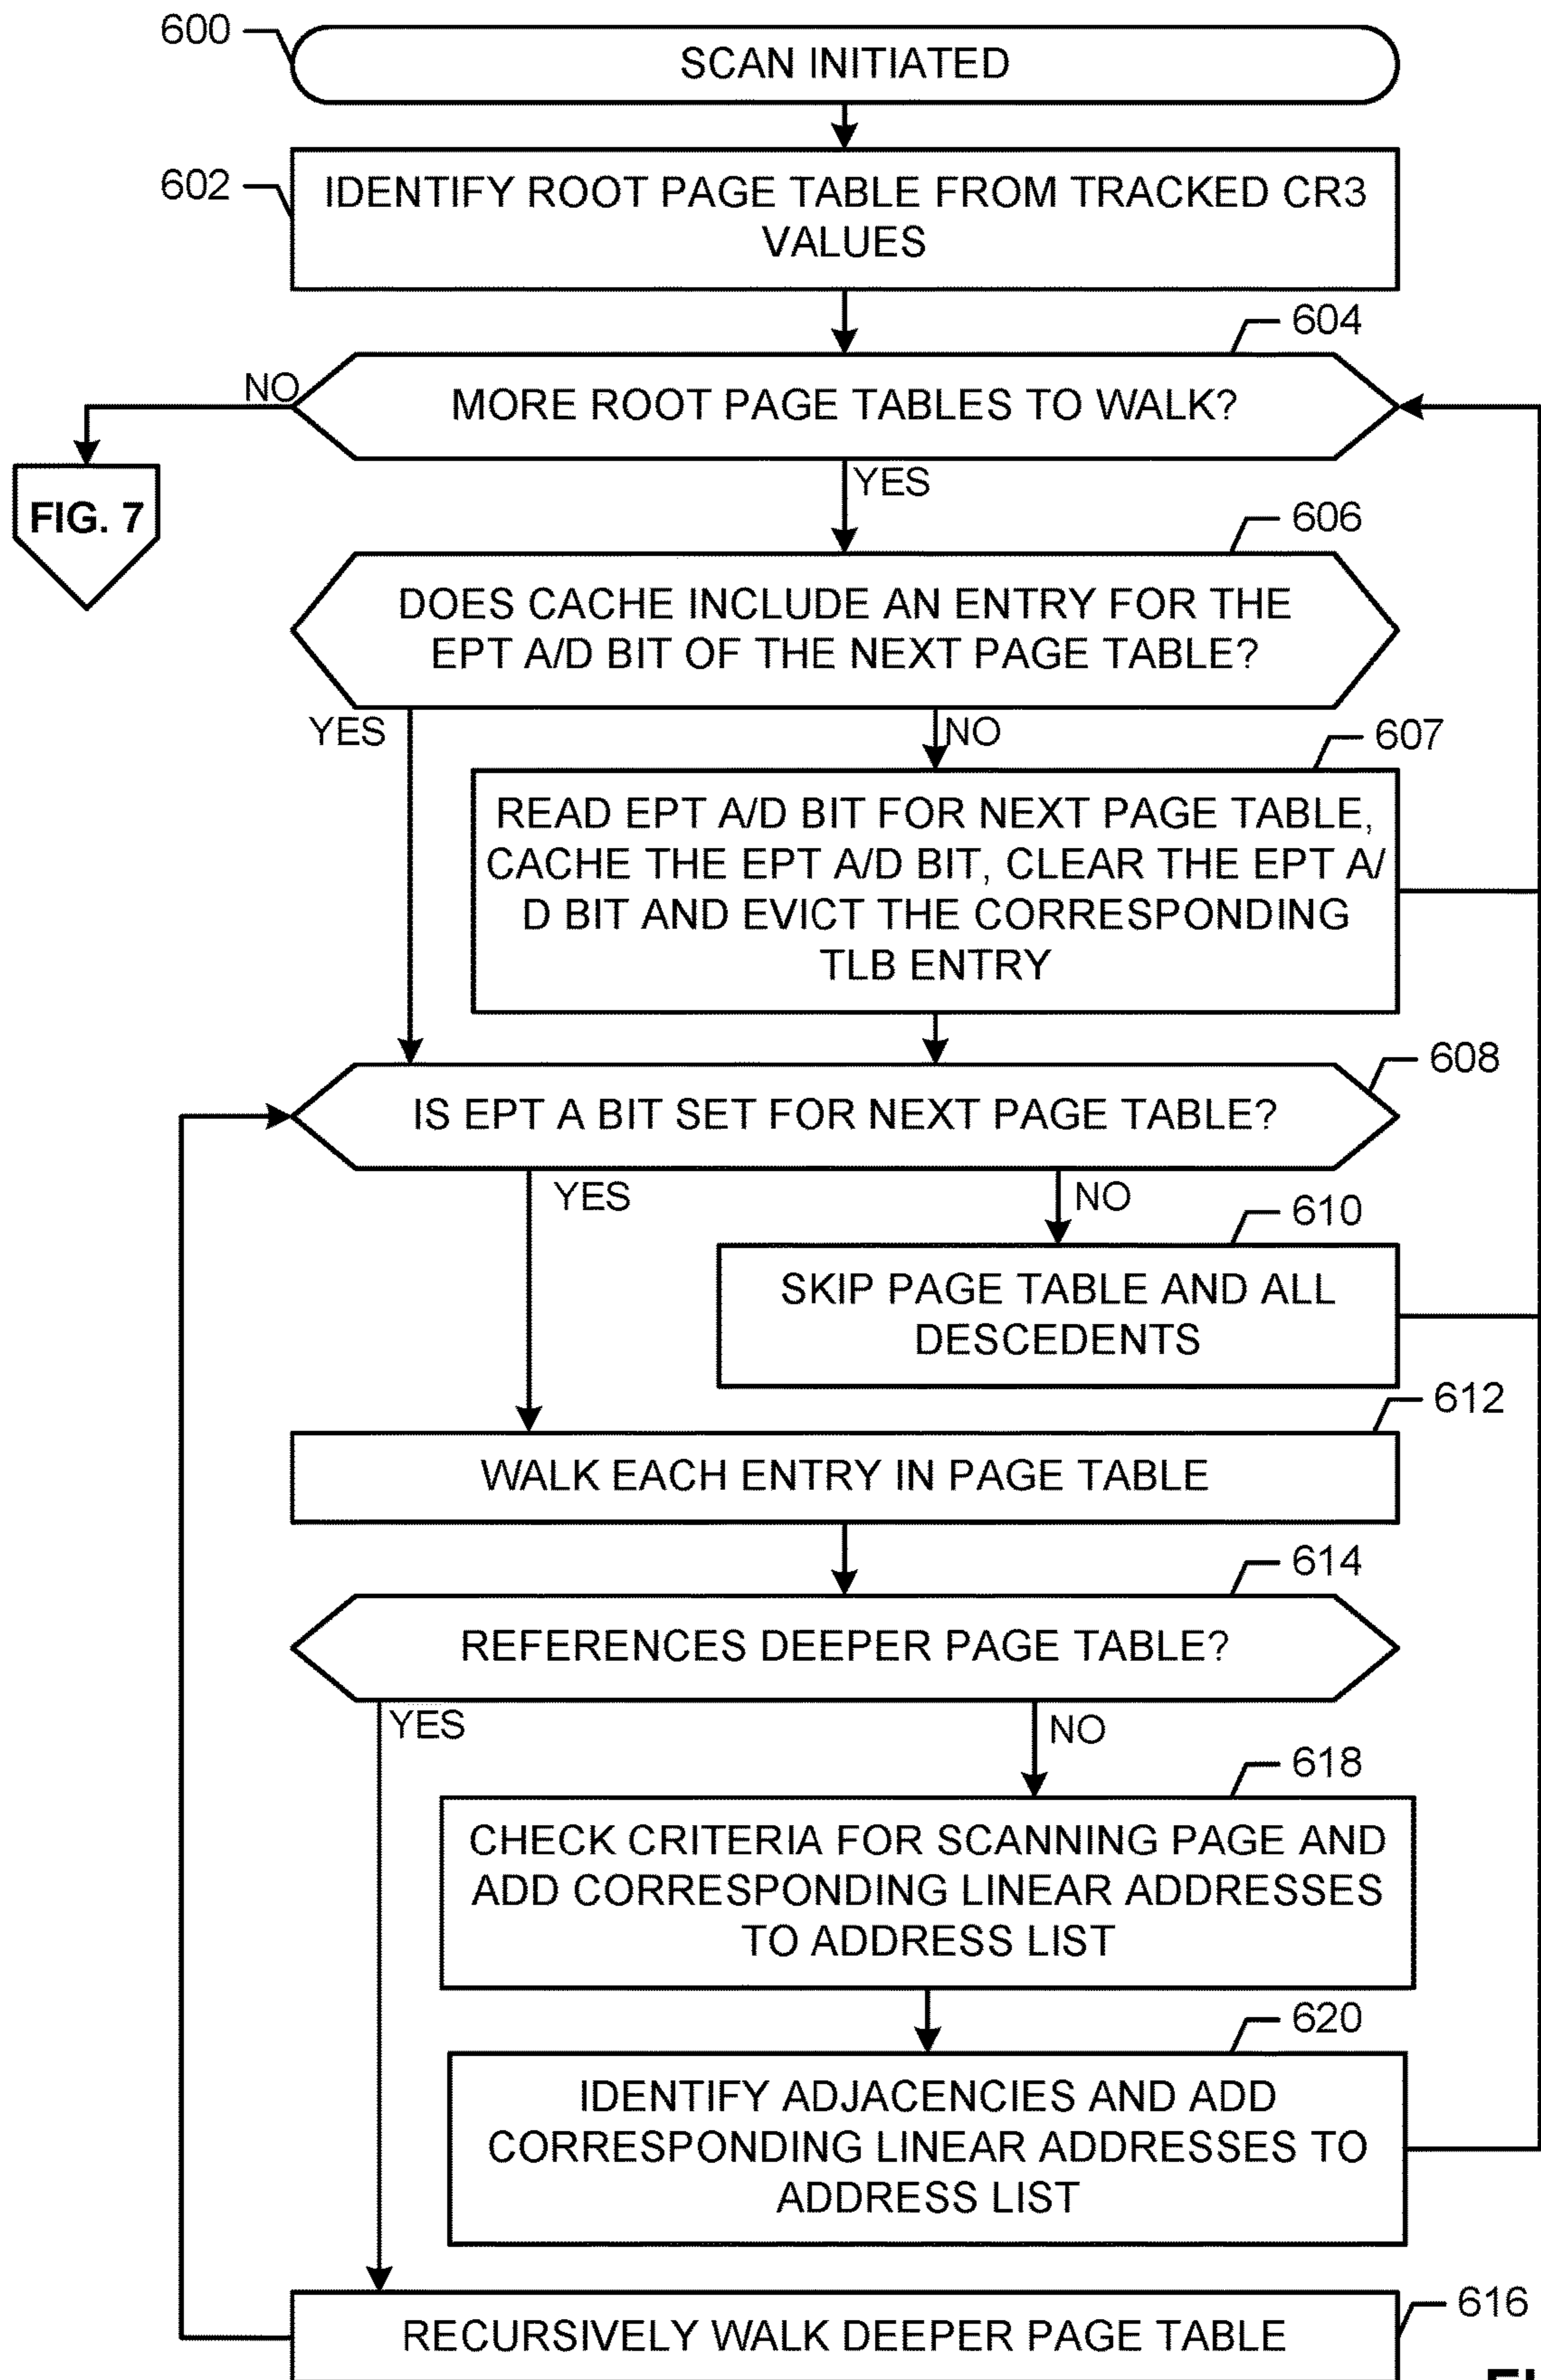 600
SCAN INITIATED
602
IDENTIFY ROOT PAGE TABLE FROM TRACKED CR3
VALUES
604
NO
MORE ROOT PAGE TABLES TO WALK?
YES
FIG. 7
606
DOES CACHE INCLUDE AN ENTRY FOR THE
EPT A/D BIT OF THE NEXT PAGE TABLE?
YES
NO
607
READ EPT A/D BIT FOR NEXT PAGE TABLE,
CACHE THE EPT A/D BIT, CLEAR THE EPT A/
D BIT AND EVICT THE CORRESPONDING
TLB ENTRY
608
IS EPT A BIT SET FOR NEXT PAGE TABLE?
YES
NO
610
SKIP PAGE TABLE AND ALL
DESCEDENTS
612
WALK EACH ENTRY IN PAGE TABLE
614
REFERENCES DEEPER PAGE TABLE?
YES
NO
618
CHECK CRITERIA FOR SCANNING PAGE AND
ADD CORRESPONDING LINEAR ADDRESSES
TO ADDRESS LIST
620
IDENTIFY ADJACENCIES AND ADD
CORRESPONDING LINEAR ADDRESSES TO
ADDRESS LIST
616
RECURSIVELY WALK DEEPER PAGE TABLE